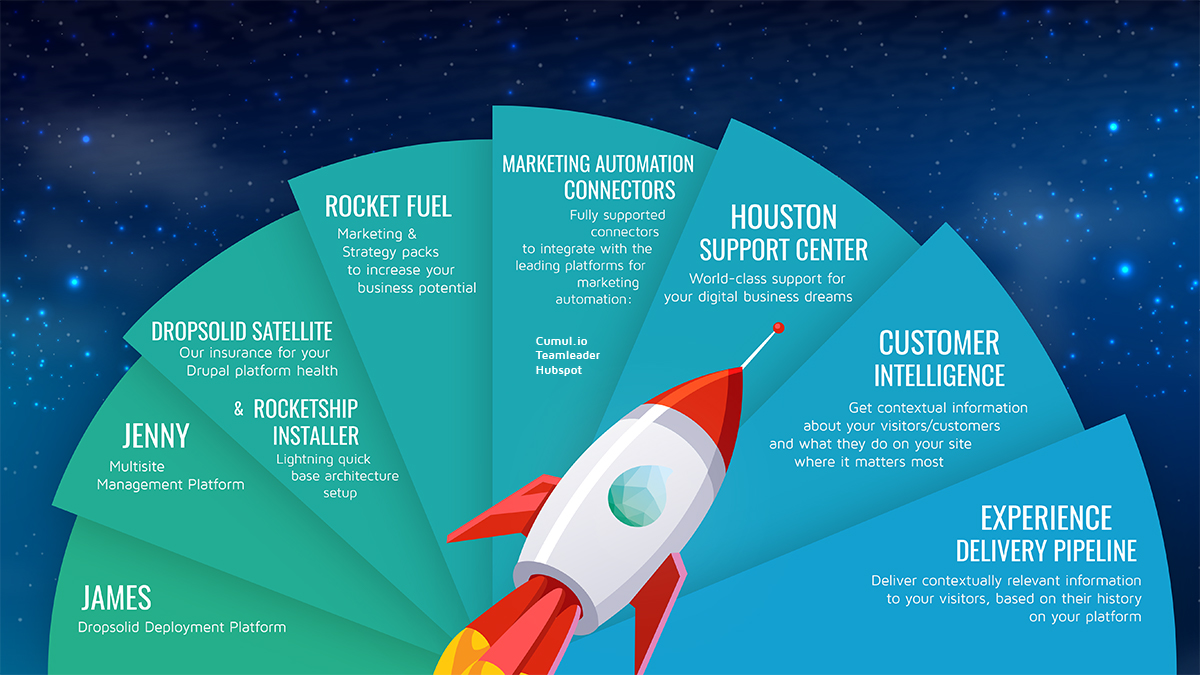 JAMES
Dropsolid Deployment Platform
JENNY
Multisite
Management Platform
DROPSOLID SATELLITE
Our insurance for your
Drupal platform health
& ROCKETSHIP
INSTALLER
Lightning quick
base architecture
setup
ROCKET FUEL
Marketing &
Strategy packs
to increase your
business potential
MARKETING AUTOMATION
CONNECTORS
Fully supported
connectors
to integrate with the
leading platforms for
marketing
automation:
Cumul.io
Teamleader
Hubspot
HOUSTON
SUPPORT CENTER
World-class support for
your digital business dreams
CUSTOMER
INTELLIGENCE
Get contextual information
about your visitors/customers
and what they do on your site
where it matters most
EXPERIENCE
DELIVERY PIPELINE
Deliver contextually relevant information
to your visitors, based on their history
on your platform